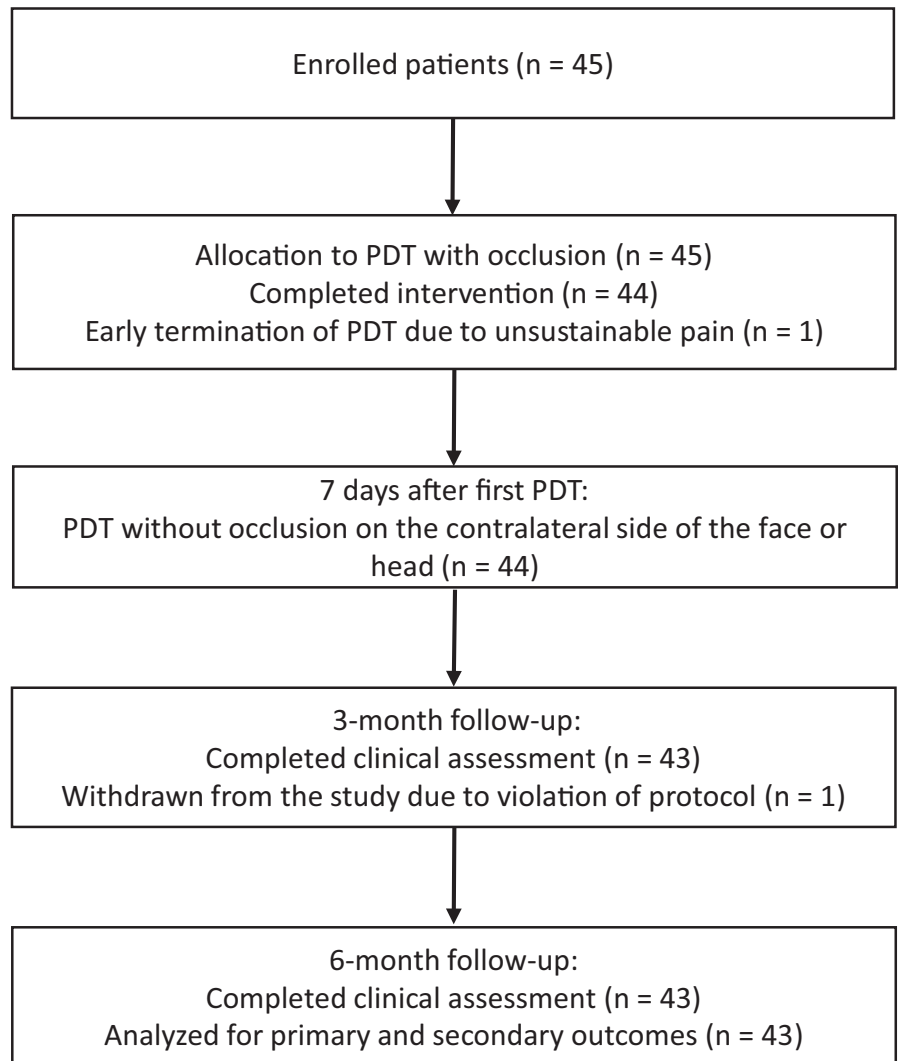 Enrolled patients (n = 45)
Allocation to PDT with occlusion (n = 45)
Completed intervention (n = 44)
Early termination of PDT due to unsustainable pain (n = 1)
7 days after first PDT:
PDT without occlusion on the contralateral side of the face or
head (n = 44)
3-month follow-up:
Completed clinical assessment (n = 43)
Withdrawn from the study due to violation of protocol (n = 1)
6-month follow-up:
Completed clinical assessment (n = 43)
Analyzed for primary and secondary outcomes (n = 43)